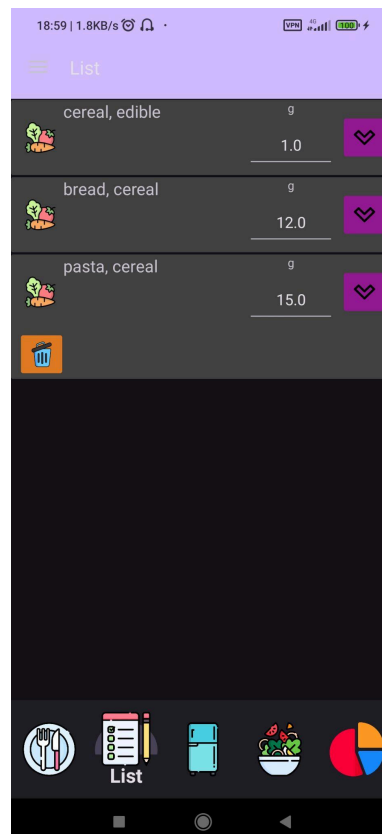 18:59 | 1.8KB/s
VPN 4G 100
List
cereal, edible g
1.0
bread, cereal g
12.0
pasta, cereal g
15.0
List